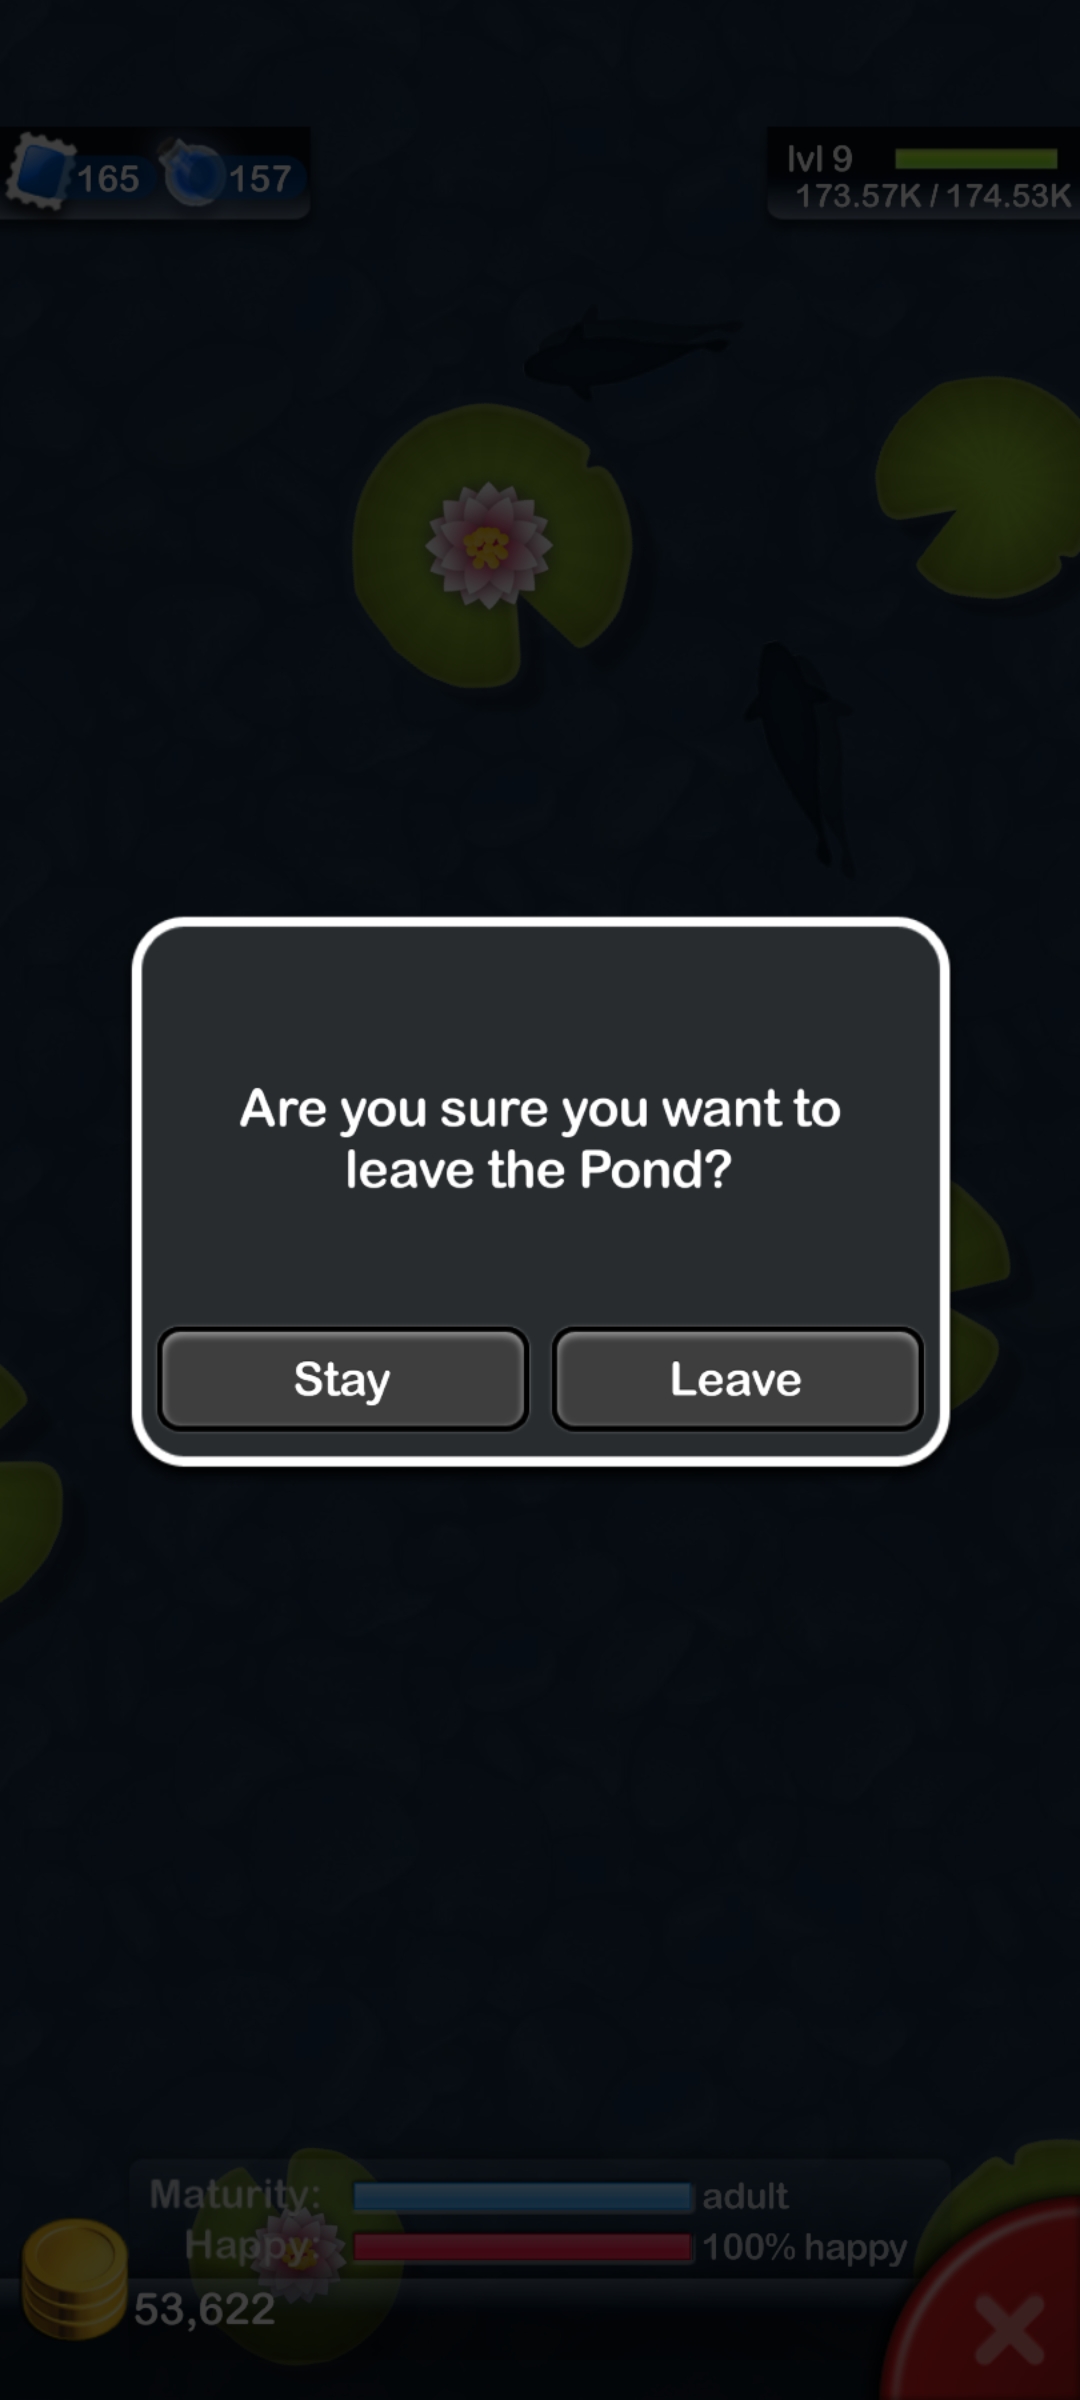 165 157
lvl 9
173.57K / 174.53K
Are you sure you want to
leave the Pond?
Stay Leave
Maturity: adult
Happy: 100% happy
53,622